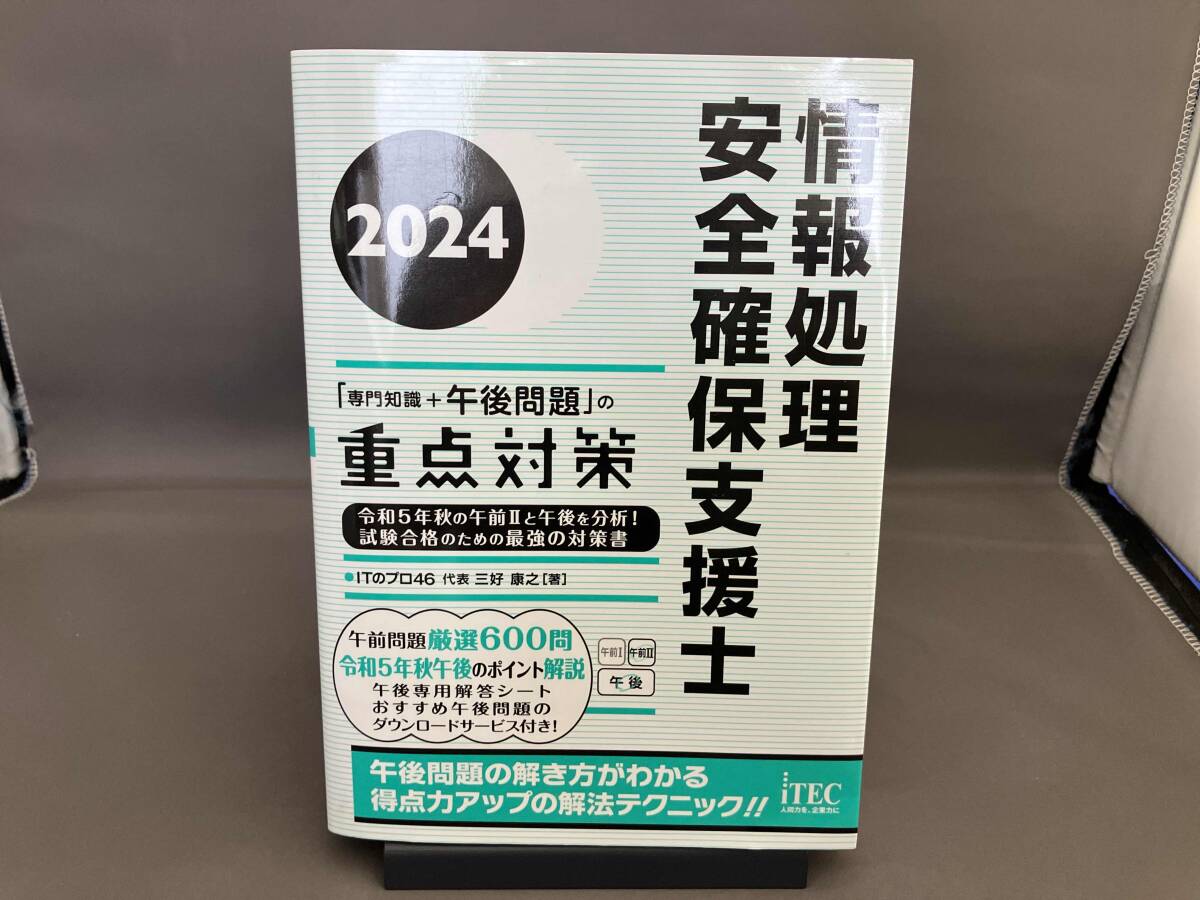 情報処理
安全確保支援士
2024
「専門知識+午後問題」の
重点対策
令和5年秋の午前Ⅱと午後を分析!
試験合格のための最強の対策書
●ITのプロ46 代表 三好 康之[著]
午前問題厳選600問
令和5年秋午後のポイント解説
午後専用解答シート
おすすめ午後問題の
ダウンロードサービス付き!
午前Ⅰ 午前Ⅱ
午後
午後問題の解き方がわかる
得点力アップの解法テクニック!!
iTEC
人間力を、企業力に